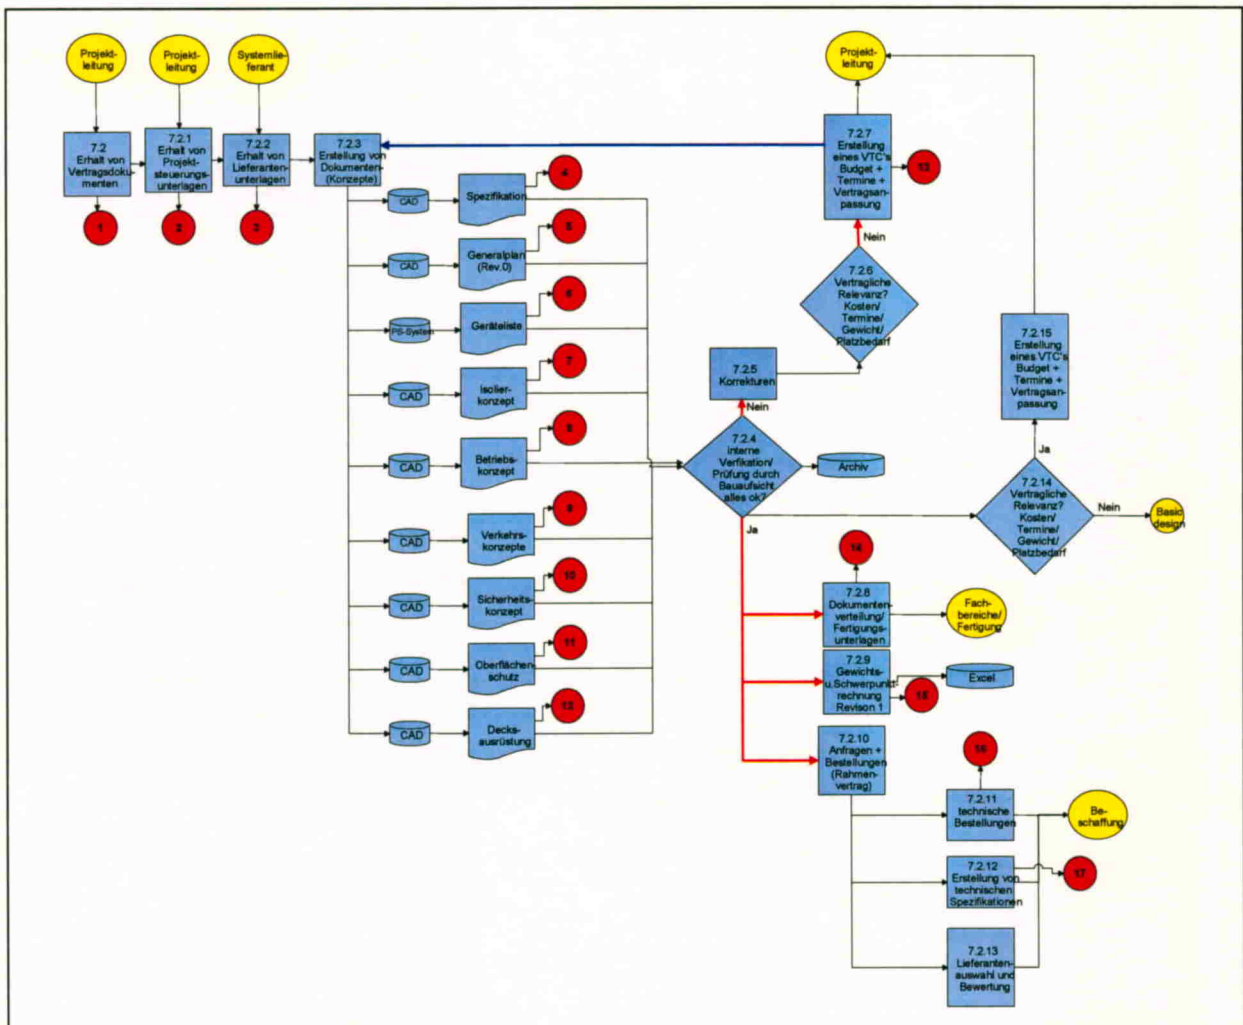 Projekt-
leitung
Projekt-
leitung
Systemlie-
ferant
Projekt-
leitung
7.2
Erhalt von
Vertragsdoku-
menten
7.2.1
Erhalt von
Projekt-
steuerungs-
unterlagen
7.2.2
Erhalt von
Lieferanten-
unterlagen
7.2.3
Erstellung von
Dokumenten
(Konzepte)
7.2.7
Erstellung
eines VTC's
Budget +
Termine +
Vertragsan-
passung
13
1
2
3
CAD
Spezifikation
4
CAD
Generalplan
(Rev.0)
5
PS-System
Geräteliste
6
CAD
Isolier-
konzept
7
CAD
Betriebs-
konzept
8
CAD
Verkehrs-
konzepte
9
CAD
Sicherheits-
konzept
10
CAD
Oberflächen-
schutz
11
CAD
Decks-
ausrüstung
12
Nein
7.2.6
Vertragliche
Relevanz?
Kosten/
Termine/
Gewicht/
Platzbedarf
7.2.5
Korrekturen
Nein
7.2.4
interne
Verfikation/
Prüfung durch
Bauaufsicht
alles ok?
Archiv
Ja
7.2.15
Erstellung
eines VTC's
Budget +
Termine +
Vertragsan-
passung
Ja
7.2.14
Vertragliche
Relevanz?
Kosten/
Termine/
Gewicht/
Platzbedarf
Nein
Basic
design
14
7.2.8
Dokumenten-
verteilung/
Fertigungs-
unterlagen
Fach-
bereiche/
Fertigung
7.2.9
Gewichts-
u.Schwerpunkt-
rechnung
Revison 1
Excel
15
7.2.10
Anfragen +
Bestellungen
(Rahmen-
vertrag)
16
7.2.11
technische
Bestellungen
Be-
schaffung
7.2.12
Erstellung von
technischen
Spezifikationen
17
7.2.13
Lieferanten-
auswahl und
Bewertung